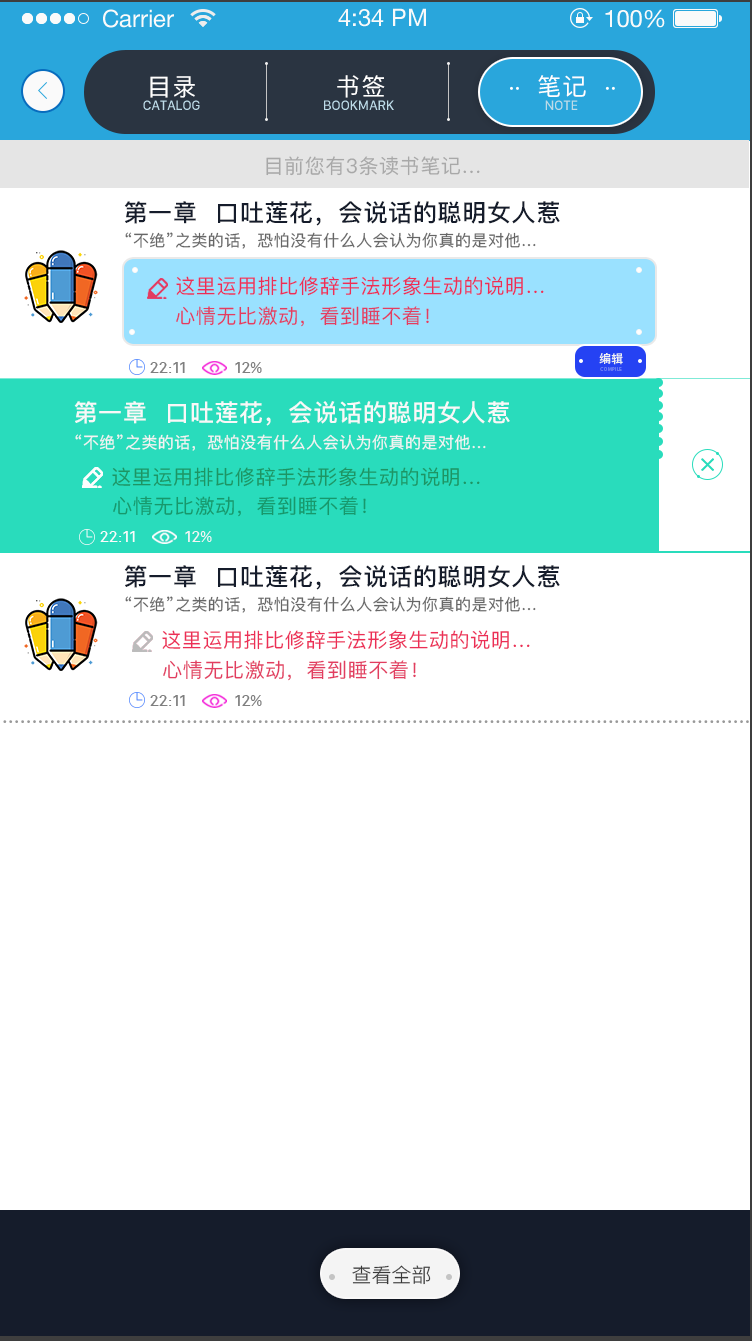 Carrier 4:34 PM 100%
目录 书签 笔记
CATALOG BOOKMARK NOTE
目前您有3条读书笔记...
第一章 口吐莲花，会说话的聪明女人惹
“不绝”之类的话，恐怕没有什么人会认为你真的是对他...
这里运用排比修辞手法形象生动的说明...
心情无比激动，看到睡不着！
22:11 12%
编辑
COMPILE
第一章 口吐莲花，会说话的聪明女人惹
“不绝”之类的话，恐怕没有什么人会认为你真的是对他...
这里运用排比修辞手法形象生动的说明...
心情无比激动，看到睡不着！
22:11 12%
第一章 口吐莲花，会说话的聪明女人惹
“不绝”之类的话，恐怕没有什么人会认为你真的是对他...
这里运用排比修辞手法形象生动的说明...
心情无比激动，看到睡不着！
22:11 12%
查看全部